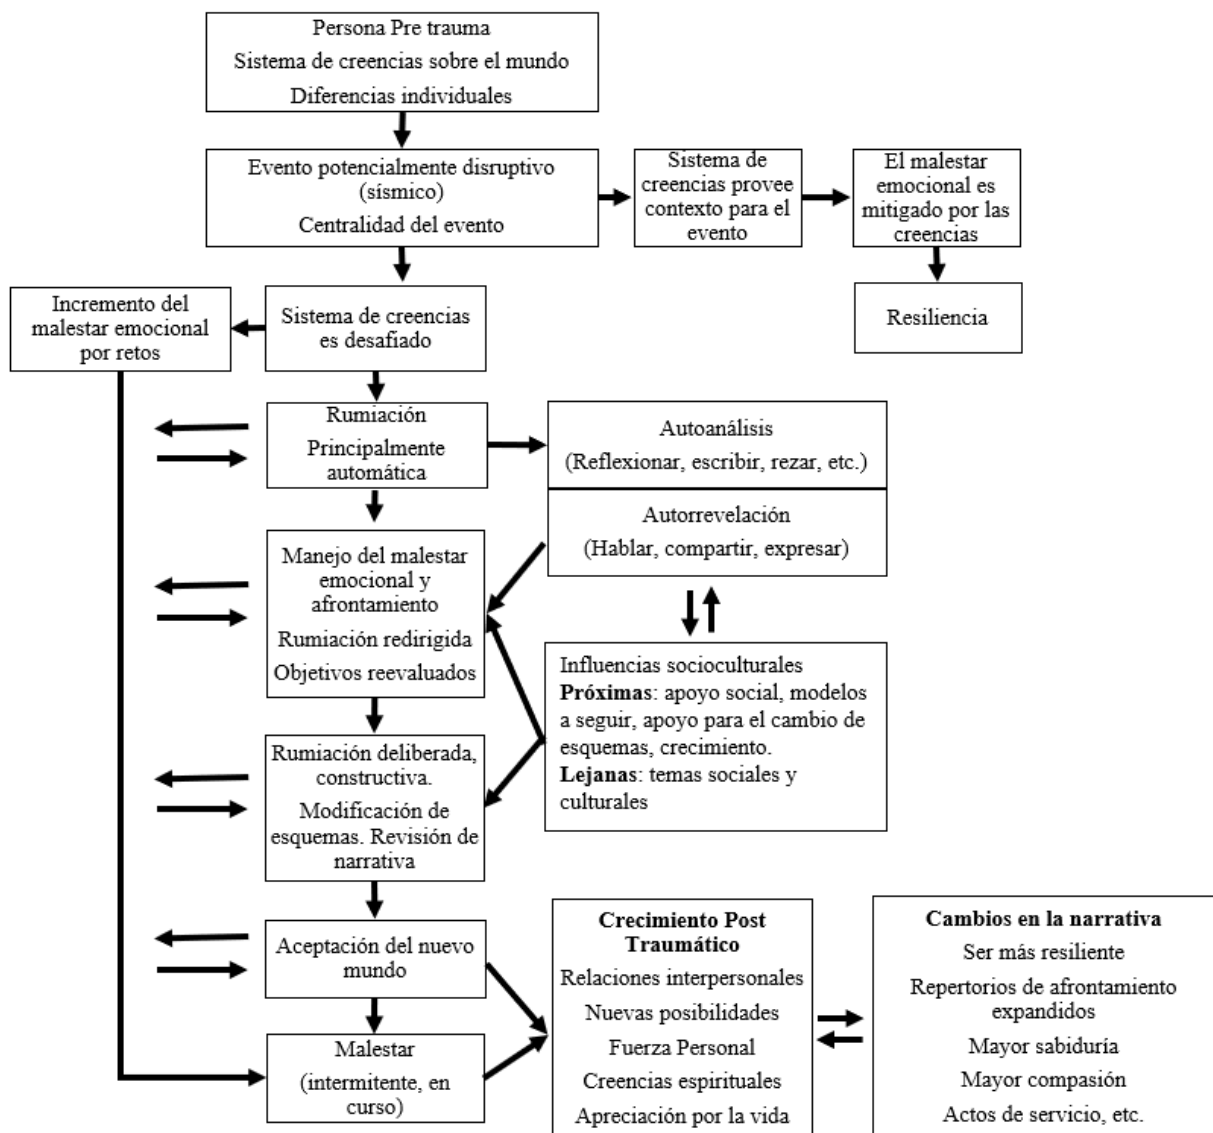 Persona Pre trauma
Sistema de creencias sobre el mundo
Diferencias individuales
Evento potencialmente disruptivo
(sísmico)
Centralidad del evento
Sistema de
creencias provee
contexto para el
evento
El malestar
emocional es
mitigado por las
creencias
Resiliencia
Incremento del
malestar emocional
por retos
Sistema de creencias
es desafiado
Rumiación
Principalmente
automática
Autoanálisis
(Reflexionar, escribir, rezar, etc.)
Autorrevelación
(Hablar, compartir, expresar)
Manejo del malestar
emocional y
afrontamiento
Rumiación redirigida
Objetivos reevaluados
Influencias socioculturales
Próximas: apoyo social, modelos
a seguir, apoyo para el cambio de
esquemas, crecimiento.
Lejanas: temas sociales y
culturales
Rumiación deliberada,
constructiva.
Modificación de
esquemas. Revisión de
narrativa
Aceptación del nuevo
mundo
Malestar
(intermitente, en
curso)
Crecimiento Post
Traumático
Relaciones interpersonales
Nuevas posibilidades
Fuerza Personal
Creencias espirituales
Apreciación por la vida
Cambios en la narrativa
Ser más resiliente
Repertorios de afrontamiento
expandidos
Mayor sabiduría
Mayor compasión
Actos de servicio, etc.